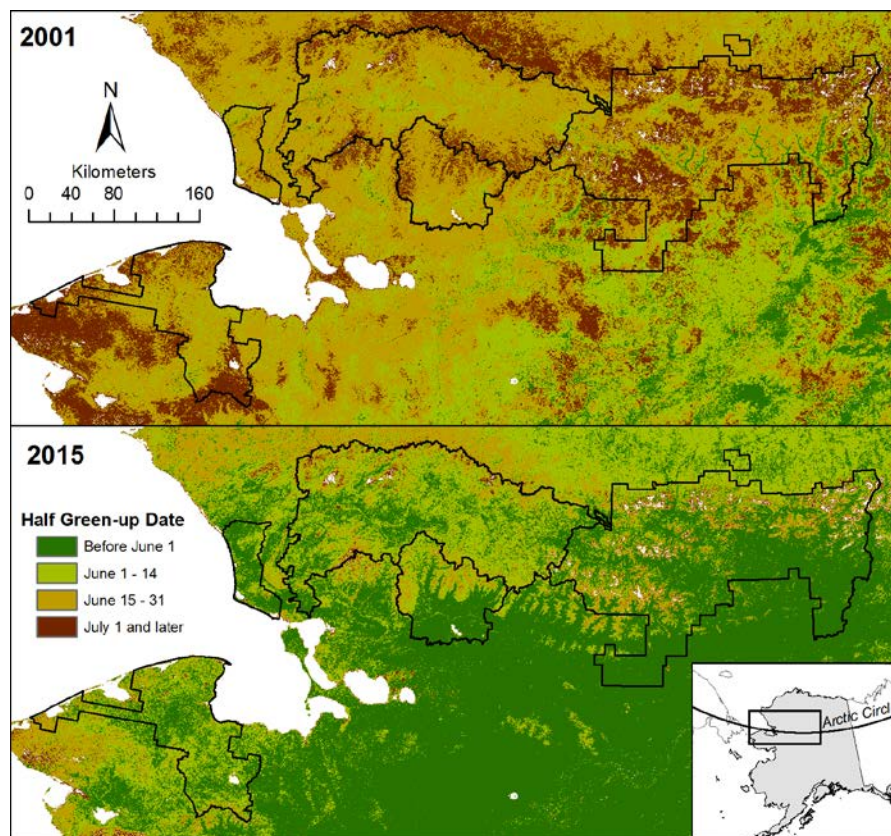 2001
N
Kilometers
0 40 80 160
2015
Half Green-up Date
Before June 1
June 1 - 14
June 15 - 31
July 1 and later
Arctic Circl